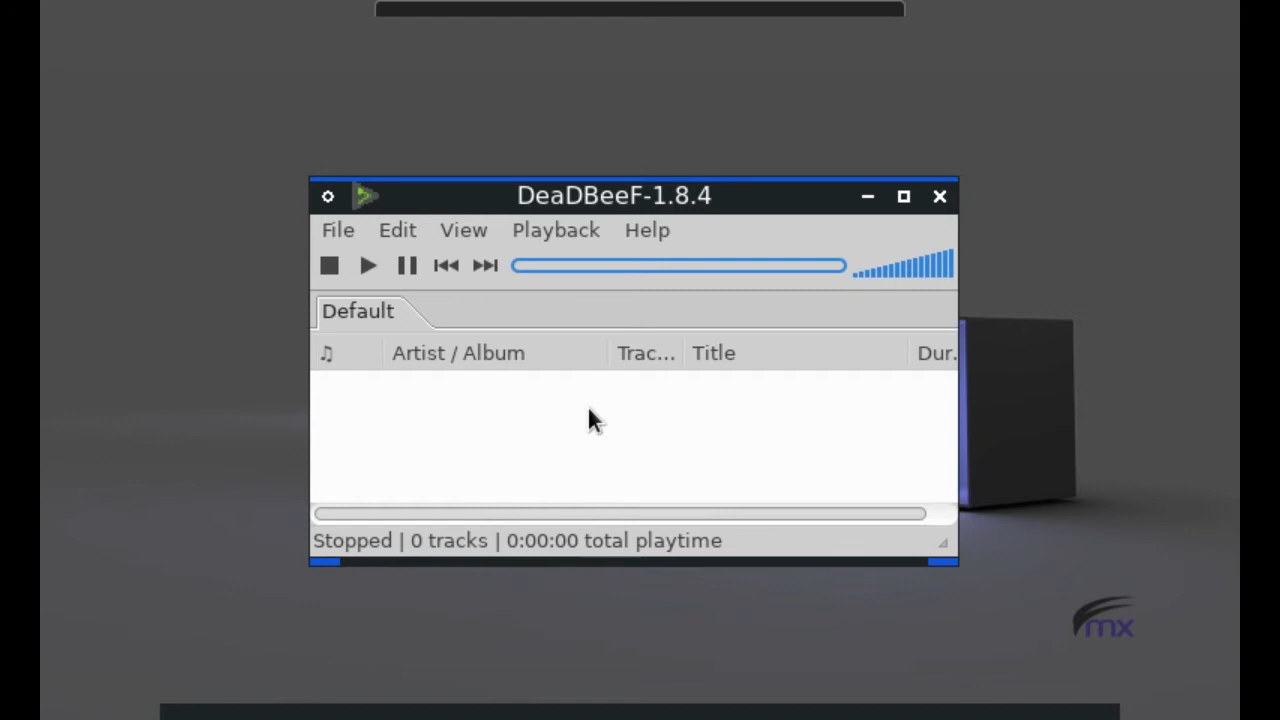 DeaDBeeF-1.8.4
File Edit View Playback Help
Default
♫ Artist / Album Trac... Title Dur.
Stopped | 0 tracks | 0:00:00 total playtime
mx